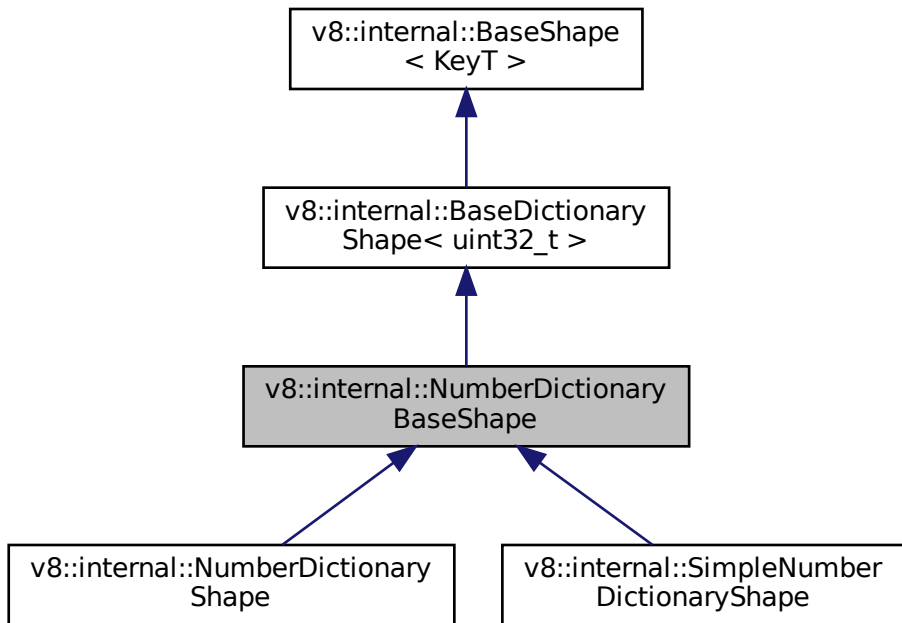 v8::internal::BaseShape
< KeyT >
v8::internal::BaseDictionary
Shape< uint32_t >
v8::internal::NumberDictionary
BaseShape
v8::internal::NumberDictionary
Shape
v8::internal::SimpleNumber
DictionaryShape